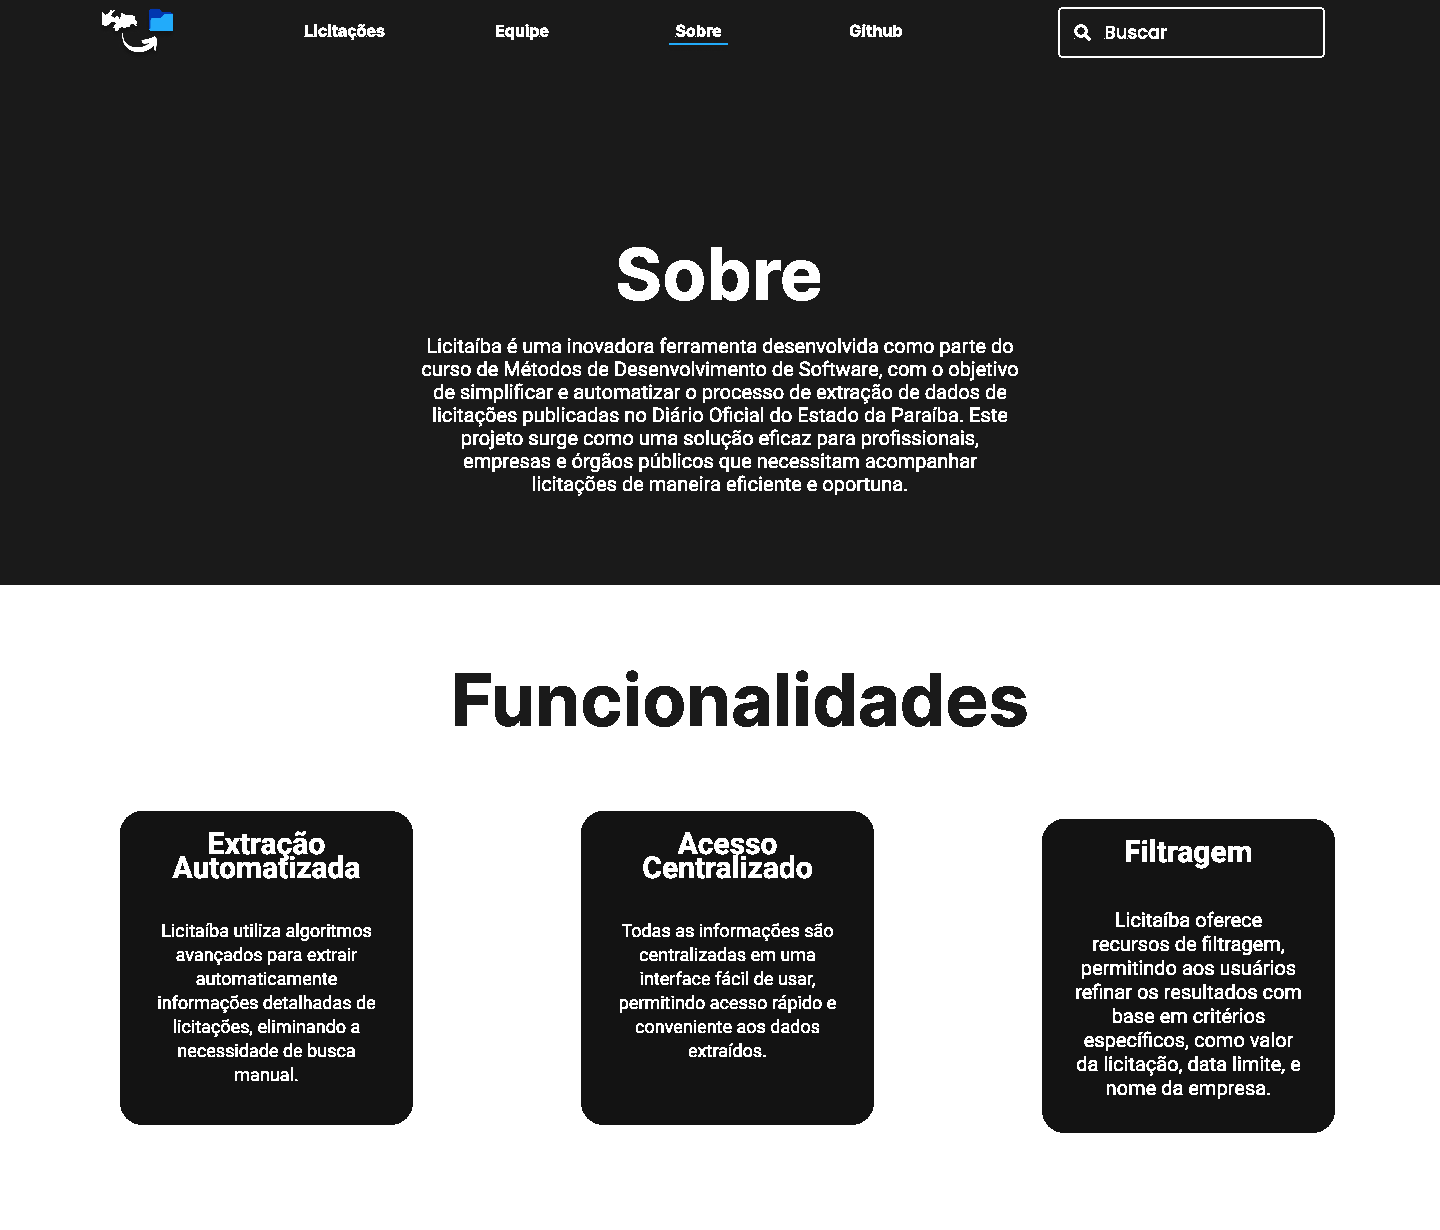 Licitações
Equipe
Sobre
Github
Buscar
Sobre
Licitaíba é uma inovadora ferramenta desenvolvida como parte do
curso de Métodos de Desenvolvimento de Software, com o objetivo
de simplificar e automatizar o processo de extração de dados de
licitações publicadas no Diário Oficial do Estado da Paraíba. Este
projeto surge como uma solução eficaz para profissionais,
empresas e órgãos públicos que necessitam acompanhar
licitações de maneira eficiente e oportuna.
Funcionalidades
Extração
Automatizada
Licitaíba utiliza algoritmos
avançados para extrair
automaticamente
informações detalhadas de
licitações, eliminando a
necessidade de busca
manual.
Acesso
Centralizado
Todas as informações são
centralizadas em uma
interface fácil de usar,
permitindo acesso rápido e
conveniente aos dados
extraídos.
Filtragem
Licitaíba oferece
recursos de filtragem,
permitindo aos usuários
refinar os resultados com
base em critérios
específicos, como valor
da licitação, data limite, e
nome da empresa.